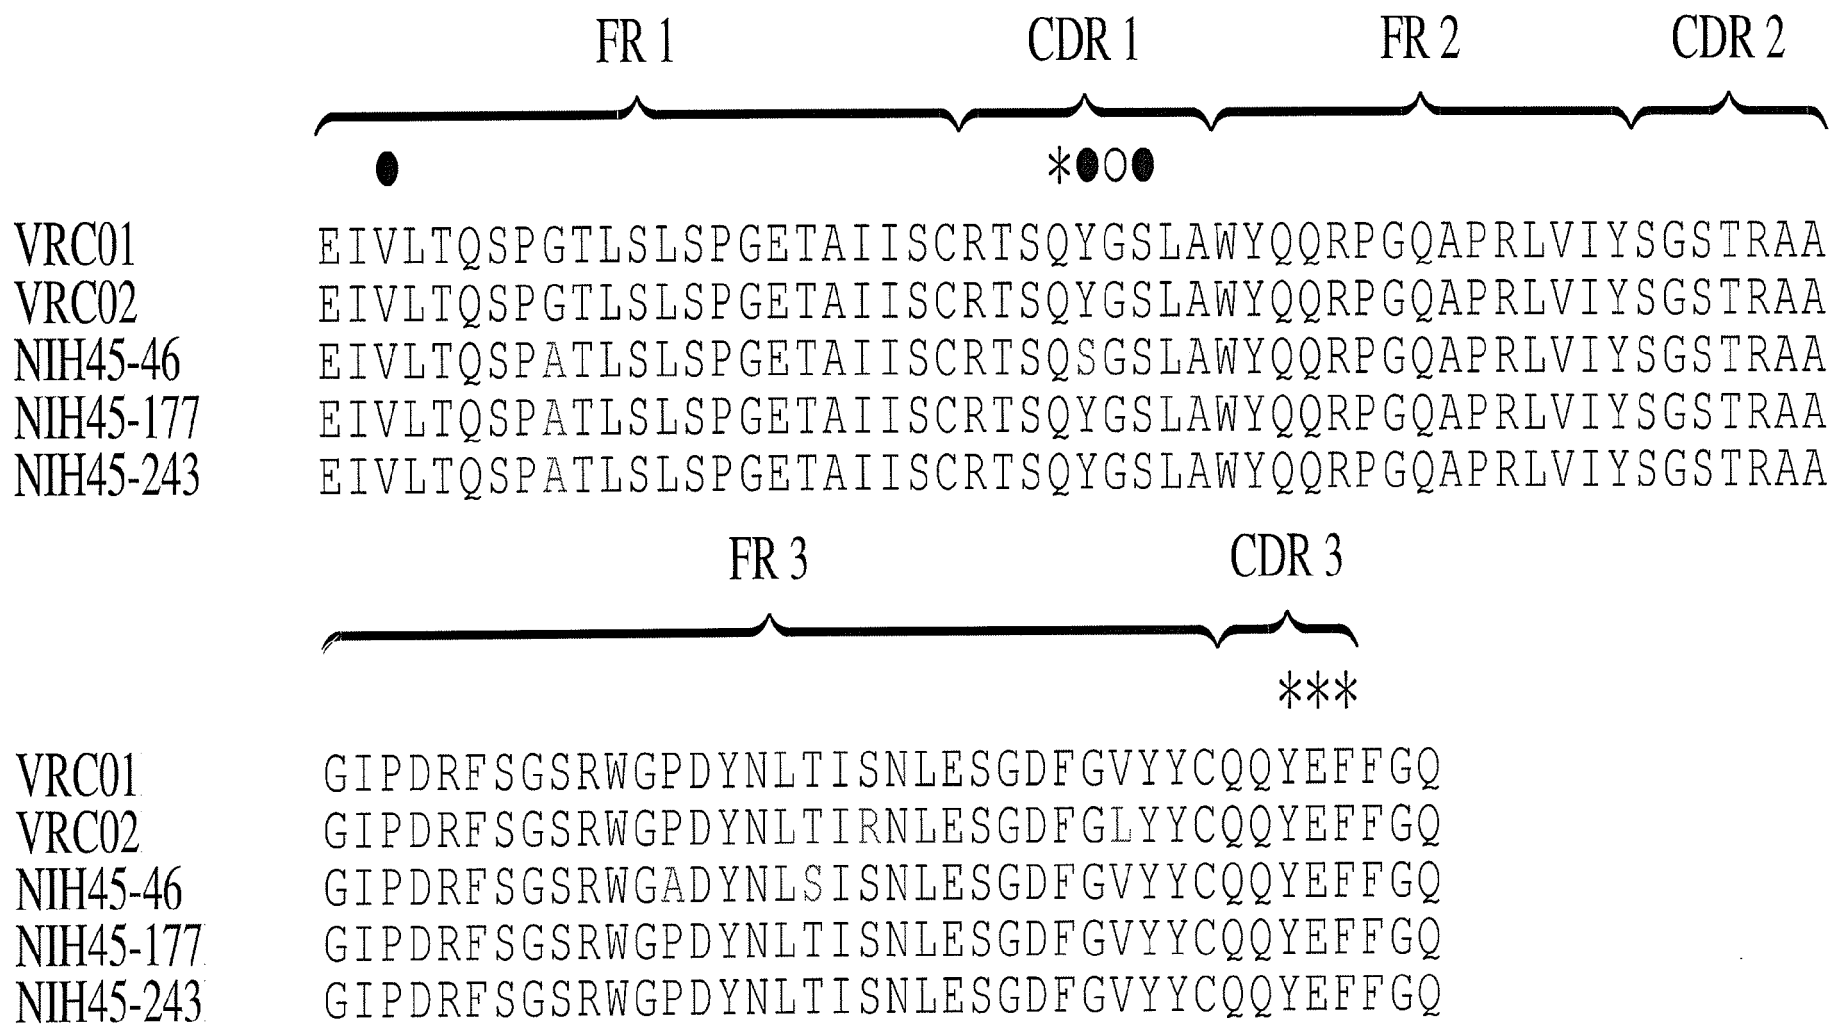 FR 1 CDR 1 FR 2 CDR 2
*●○●
VRC01 EIVLTQSPGTLSLSPGETAIISCRTSQYGSLAWYQQRPGQAPRLVIYSGSTRAA
VRC02 EIVLTQSPGTLSLSPGETAIISCRTSQYGSLAWYQQRPGQAPRLVIYSGSTRAA
NIH45-46 EIVLTQSPATLSLSPGETAIISCRTSQSGSLAWYQQRPGQAPRLVIYSGSTRAA
NIH45-177 EIVLTQSPATLSLSPGETAIISCRTSQYGSLAWYQQRPGQAPRLVIYSGSTRAA
NIH45-243 EIVLTQSPATLSLSPGETAIISCRTSQYGSLAWYQQRPGQAPRLVIYSGSTRAA
FR 3 CDR 3
***
VRC01 GIPDRFSGSRWGPDYNLTISNLESGDFGVYYCQQYEFFGQ
VRC02 GIPDRFSGSRWGPDYNLTIRNLESGDFGLYYCQQYEFFGQ
NIH45-46 GIPDRFSGSRWGADYNLSISNLESGDFGVYYCQQYEFFGQ
NIH45-177 GIPDRFSGSRWGPDYNLTISNLESGDFGVYYCQQYEFFGQ
NIH45-243 GIPDRFSGSRWGPDYNLTISNLESGDFGVYYCQQYEFFGQ